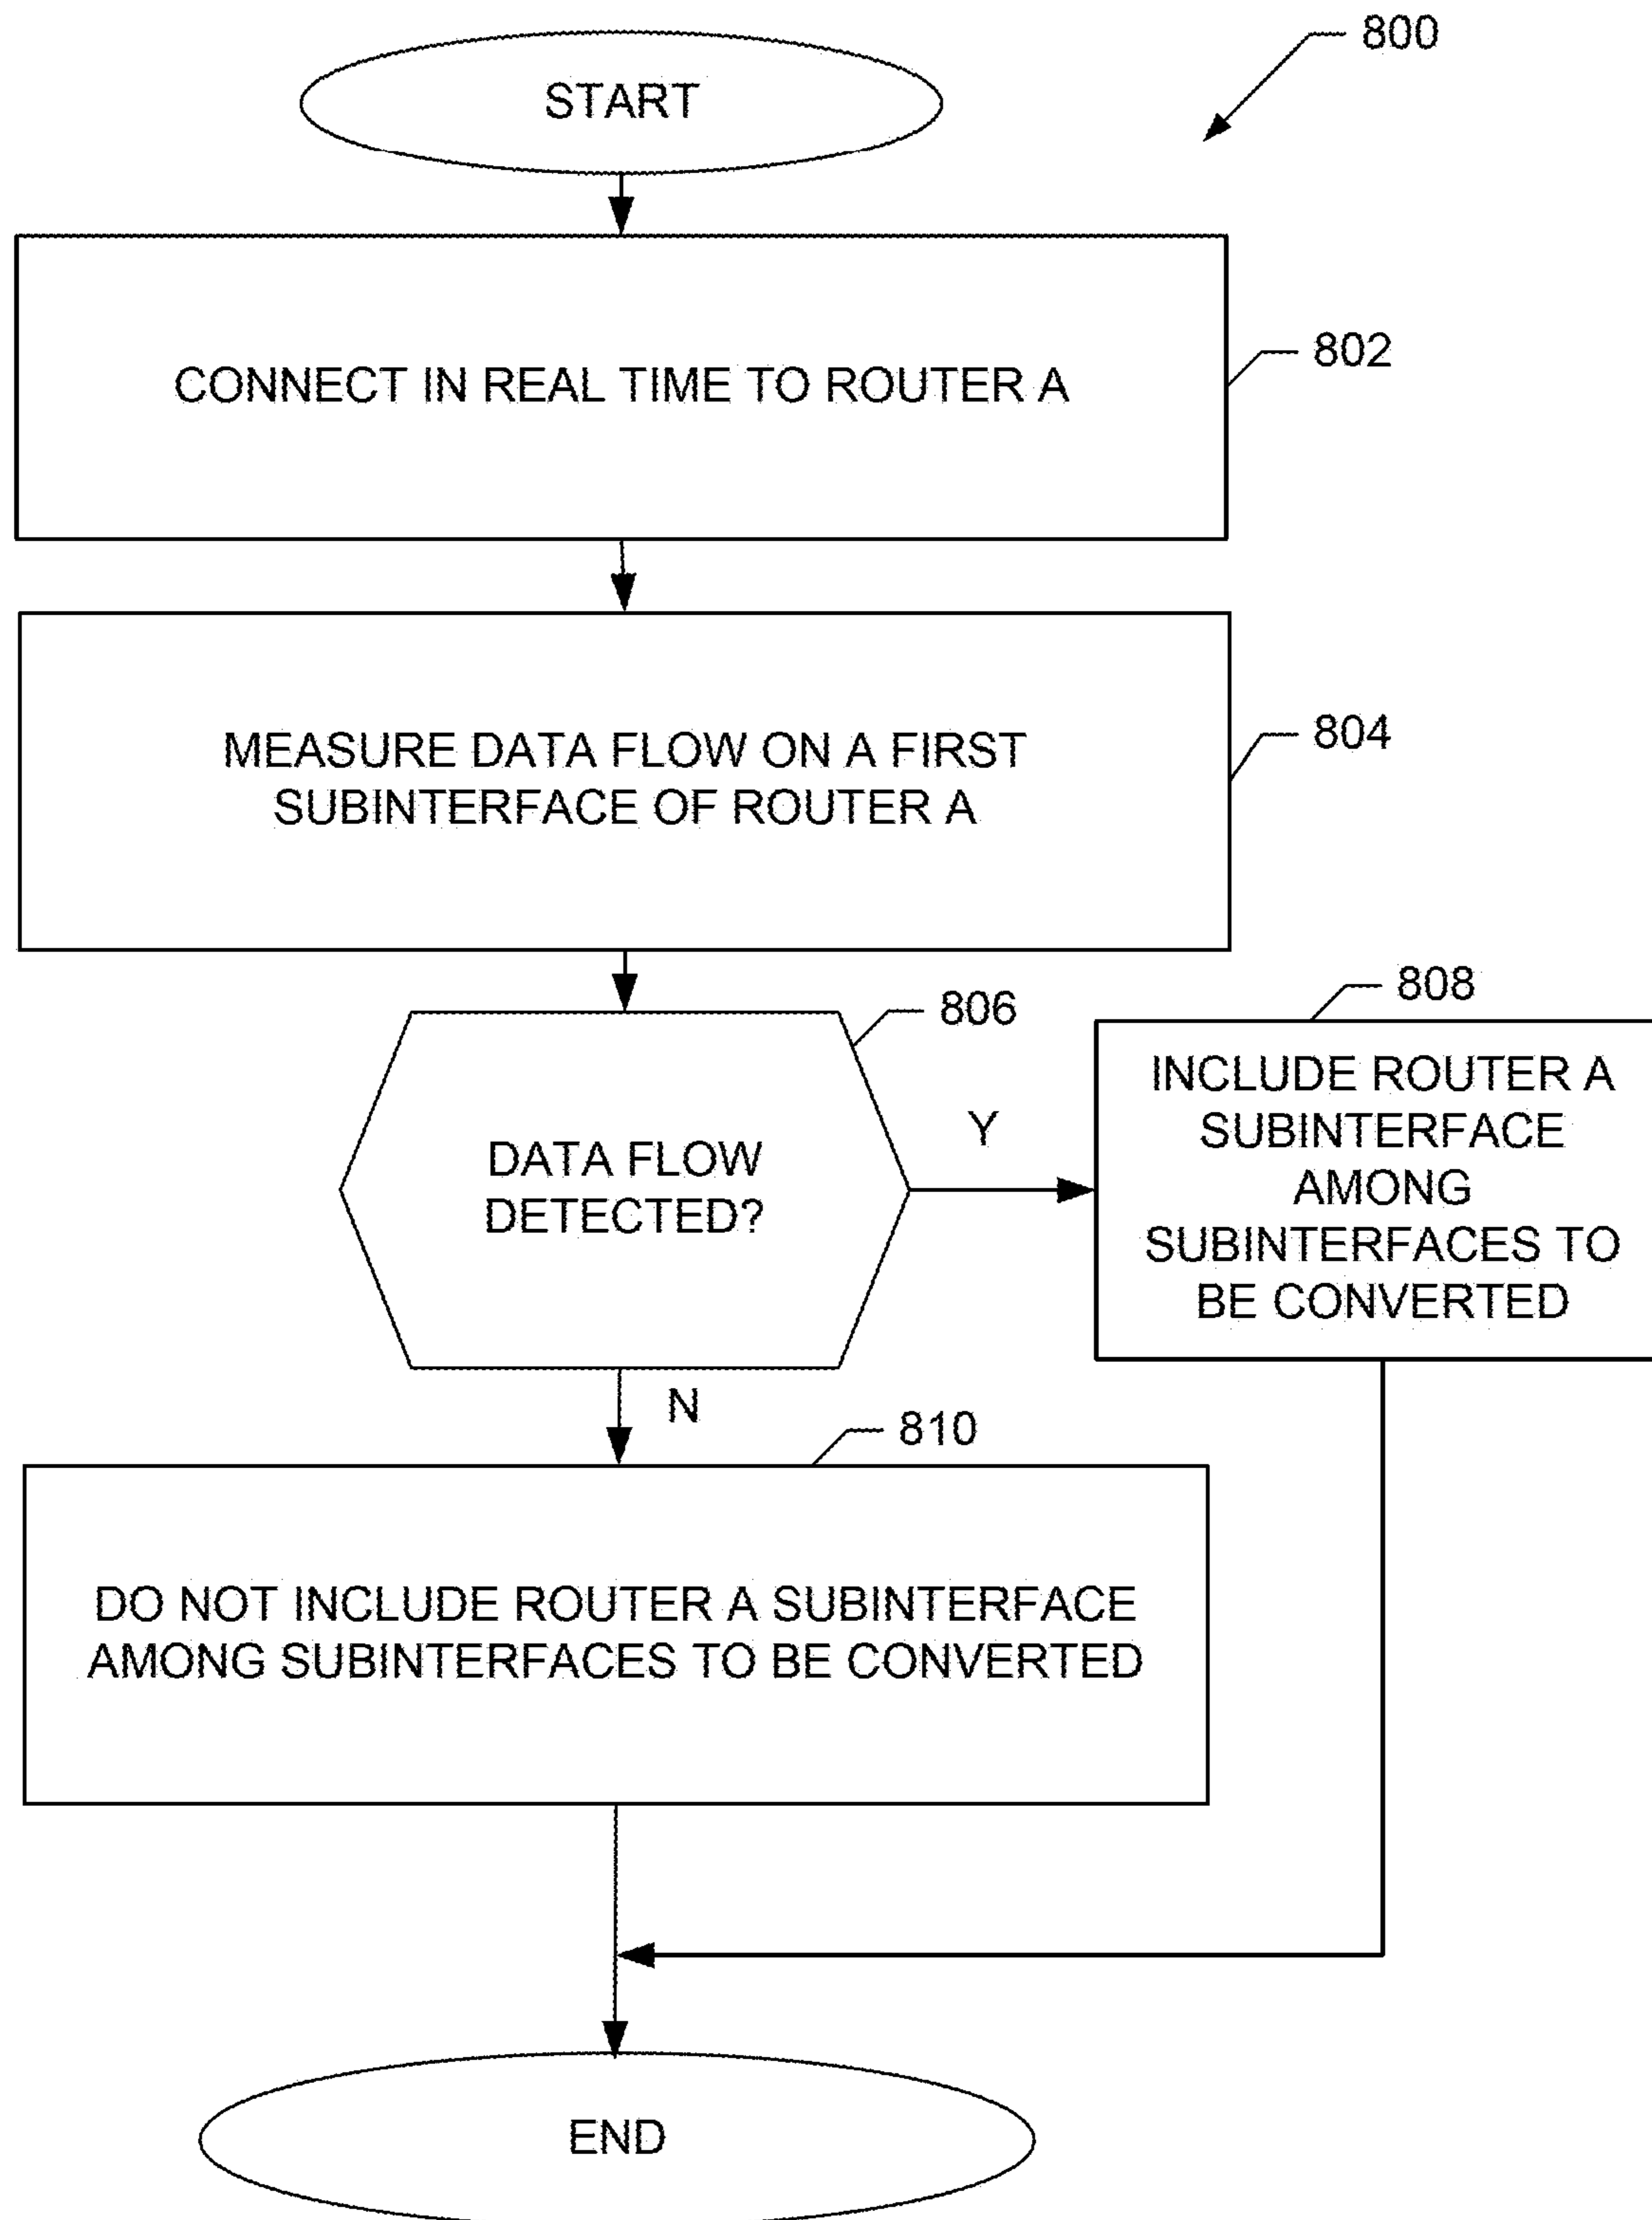 800
START
CONNECT IN REAL TIME TO ROUTER A
802
MEASURE DATA FLOW ON A FIRST
SUBINTERFACE OF ROUTER A
804
806
DATA FLOW
DETECTED?
Y
808
INCLUDE ROUTER A
SUBINTERFACE
AMONG
SUBINTERFACES TO
BE CONVERTED
N
810
DO NOT INCLUDE ROUTER A SUBINTERFACE
AMONG SUBINTERFACES TO BE CONVERTED
END